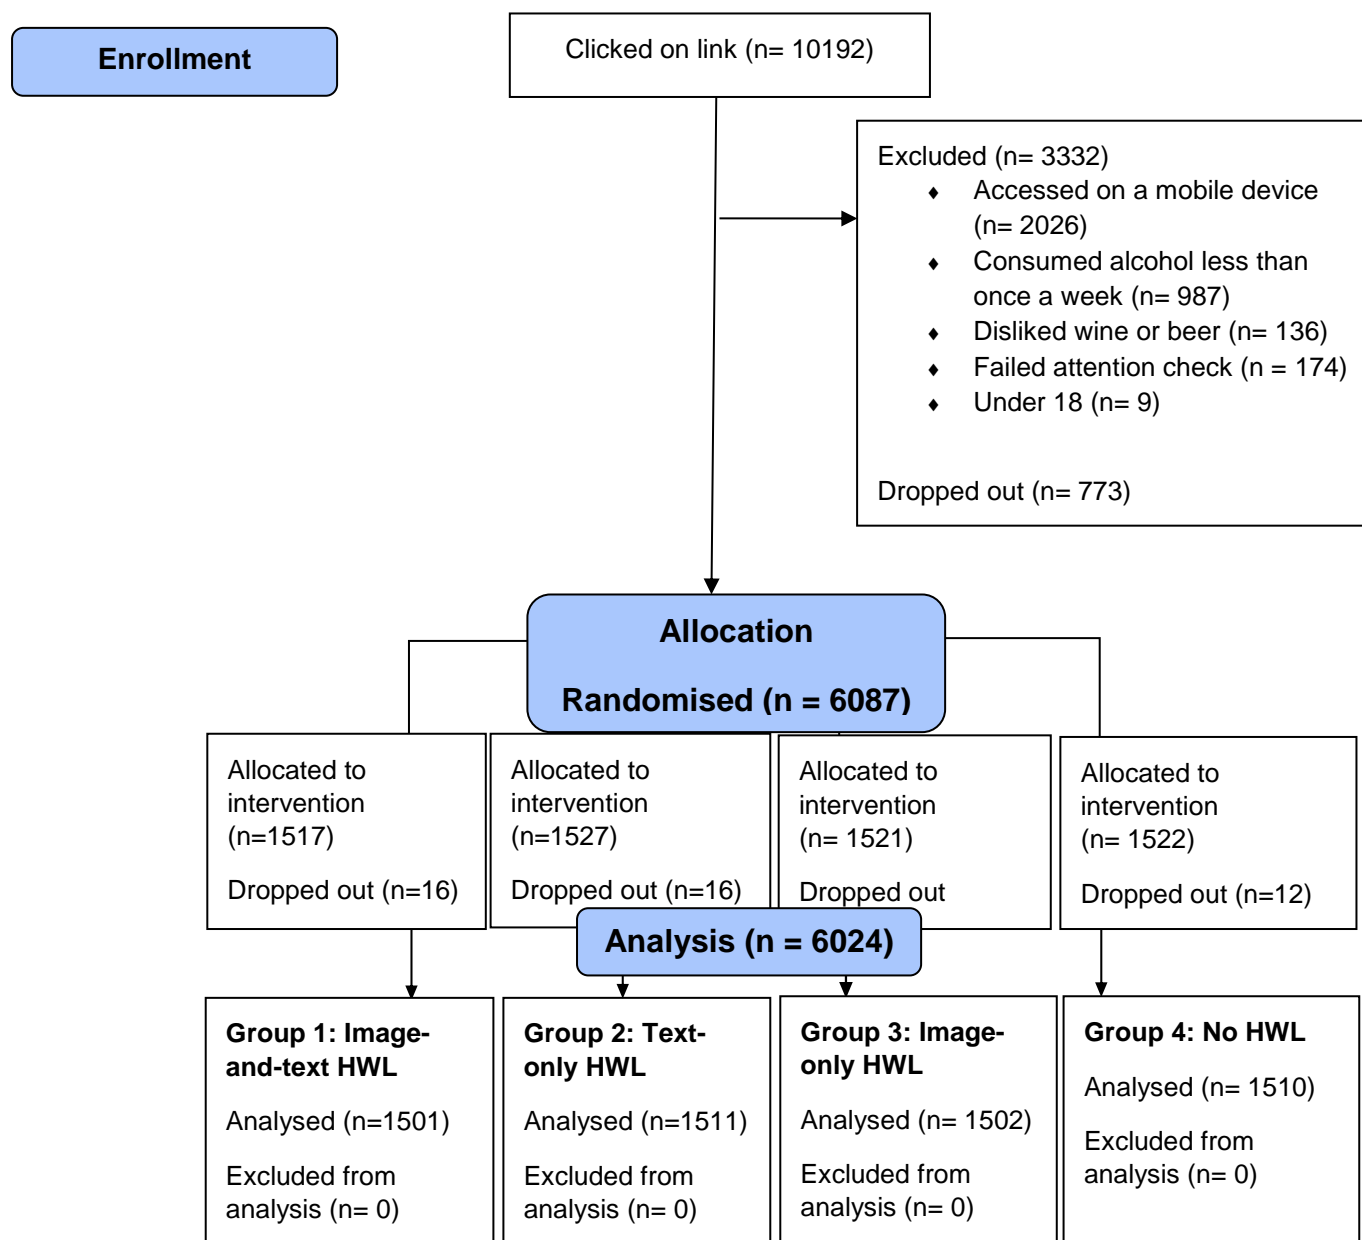 Enrollment
Clicked on link (n= 10192)
Excluded (n= 3332)
♦ Accessed on a mobile device
(n= 2026)
♦ Consumed alcohol less than
once a week (n= 987)
♦ Disliked wine or beer (n= 136)
♦ Failed attention check (n = 174)
♦ Under 18 (n= 9)
Dropped out (n= 773)
Allocation
Randomised (n = 6087)
Allocated to
intervention
(n=1517)
Dropped out (n=16)
Allocated to
intervention
(n=1527)
Dropped out (n=16)
Allocated to
intervention
(n= 1521)
Dropped out
Allocated to
intervention
(n= 1522)
Dropped out (n=12)
Analysis (n = 6024)
Group 1: Image-
and-text HWL
Analysed (n=1501)
Excluded from
analysis (n= 0)
Group 2: Text-
only HWL
Analysed (n=1511)
Excluded from
analysis (n= 0)
Group 3: Image-
only HWL
Analysed (n= 1502)
Excluded from
analysis (n= 0)
Group 4: No HWL
Analysed (n= 1510)
Excluded from
analysis (n= 0)